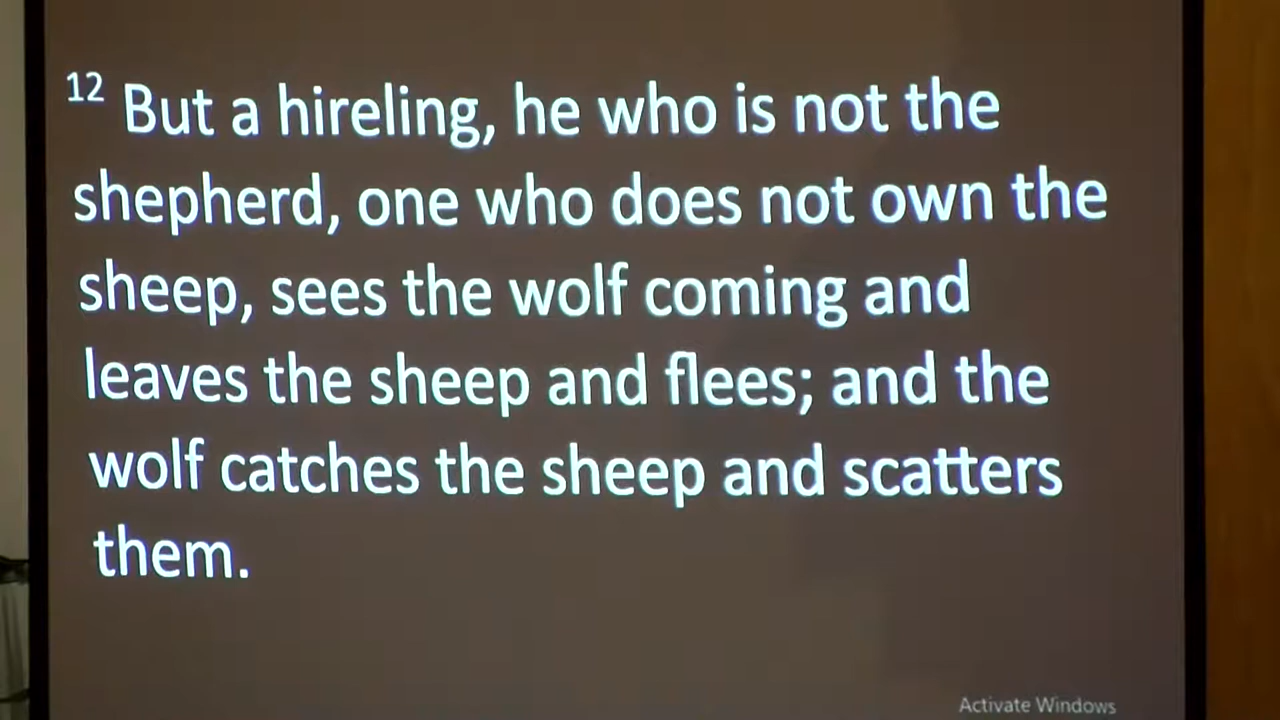 12 But a hireling, he who is not the
shepherd, one who does not own the
sheep, sees the wolf coming and
leaves the sheep and flees; and the
wolf catches the sheep and scatters
them.
Activate Windows